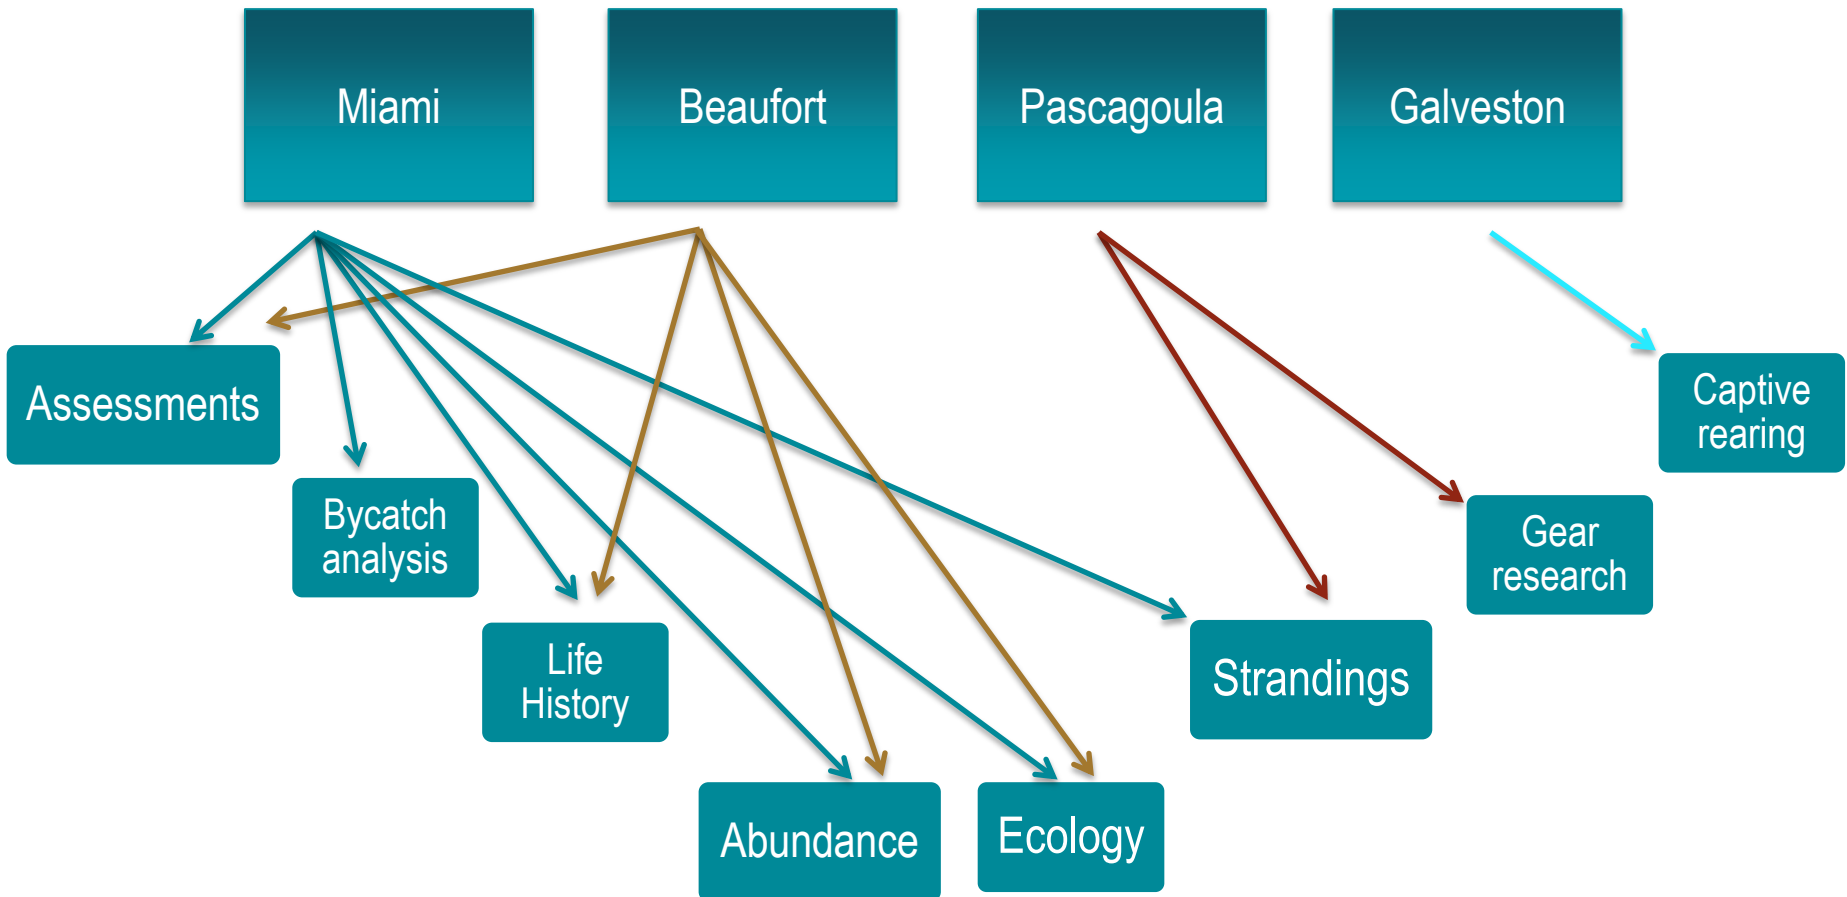 Miami
Beaufort
Pascagoula
Galveston
Assessments
Bycatch
analysis
Life
History
Abundance
Ecology
Strandings
Gear
research
Captive
rearing